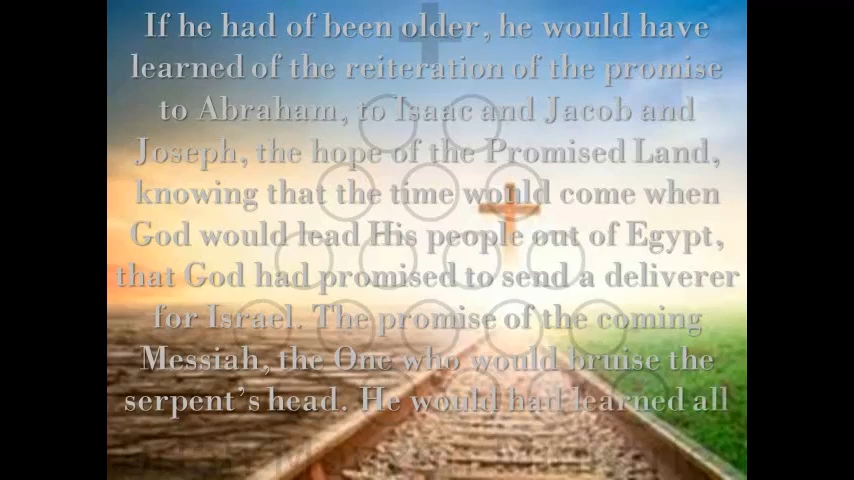 If he had of been older, he would have
learned of the reiteration of the promise
to Abraham, to Isaac and Jacob and
Joseph, the hope of the Promised Land,
knowing that the time would come when
God would lead His people out of Egypt,
that God had promised to send a deliverer
for Israel. The promise of the coming
Messiah, the One who would bruise the
serpent's head. He would had learned all